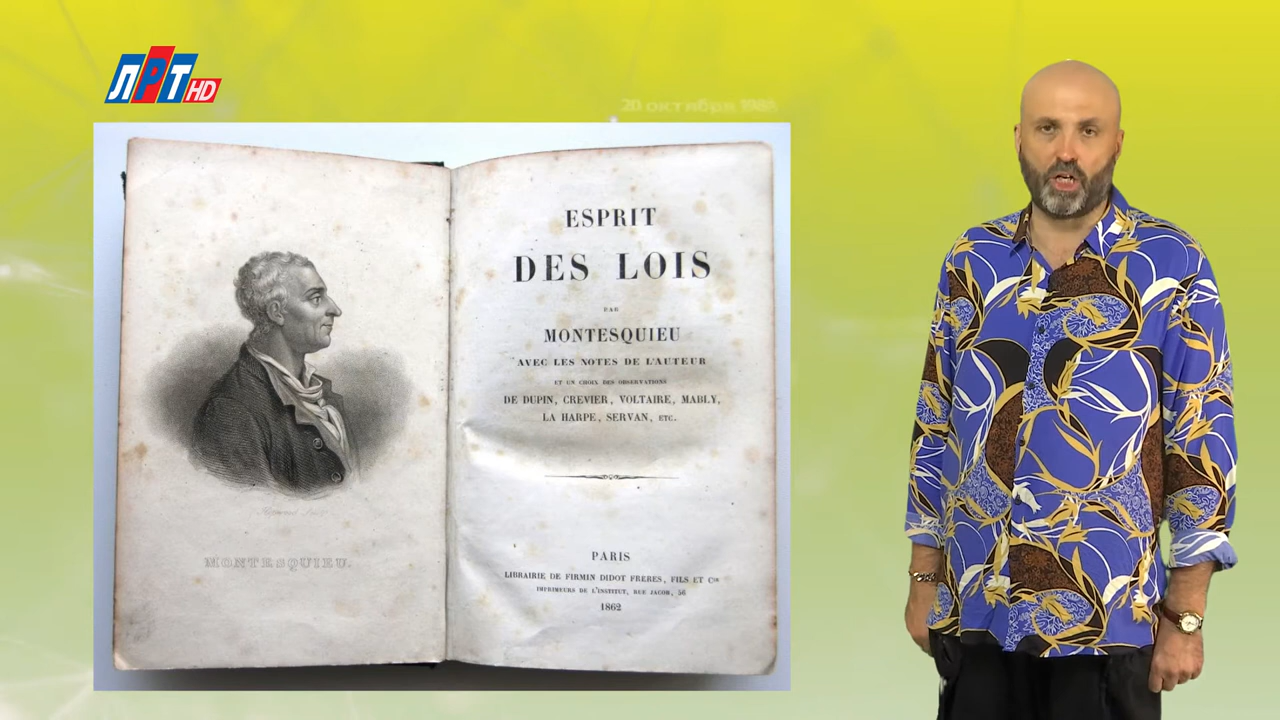 ЛРТ HD
20 октября 198
ESPRIT
DES LOIS
PAR
MONTESQUIEU
AVEC LES NOTES DE L'AUTEUR
ET UN CHOIX DES OBSERVATIONS
DE DUPIN, CREVIER, VOLTAIRE, MABLY,
LA HARPE, SERVAN, ETC.
PARIS
LIBRAIRIE DE FIRMIN DIDOT FRERES, FILS ET Cie
IMPRIMEURS DE L'INSTITUT, RUE JACOB, 56
1862
MONTESQUIEU.